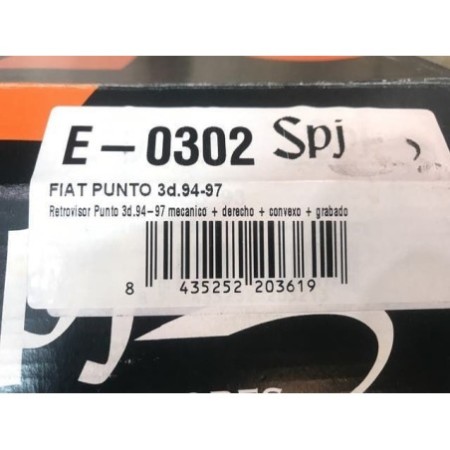 E-0302 Spj
FIAT PUNTO 3d.94-97
Retrovisor Punto 3d.94-97 mecanico + derecho + convexo + grabado
8 435252 203619